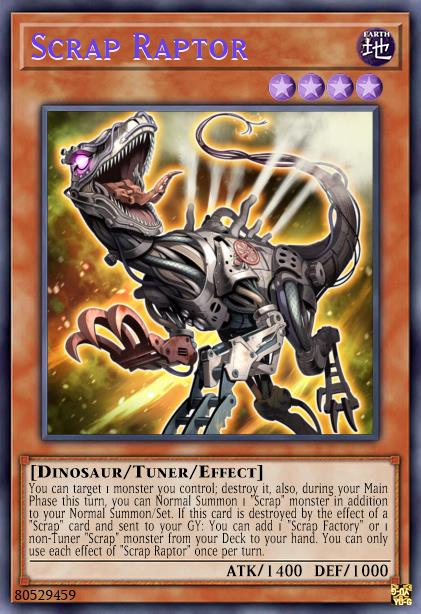 Scrap Raptor
EARTH
地
[Dinosaur/Tuner/Effect]
You can target 1 monster you control; destroy it, also, during your Main
Phase this turn, you can Normal Summon 1 "Scrap" monster in addition
to your Normal Summon/Set. If this card is destroyed by the effect of a
"Scrap" card and sent to your GY: You can add 1 "Scrap Factory" or 1
non-Tuner "Scrap" monster from your Deck to your hand. You can only
use each effect of "Scrap Raptor" once per turn.
ATK/1400 DEF/1000
80529459